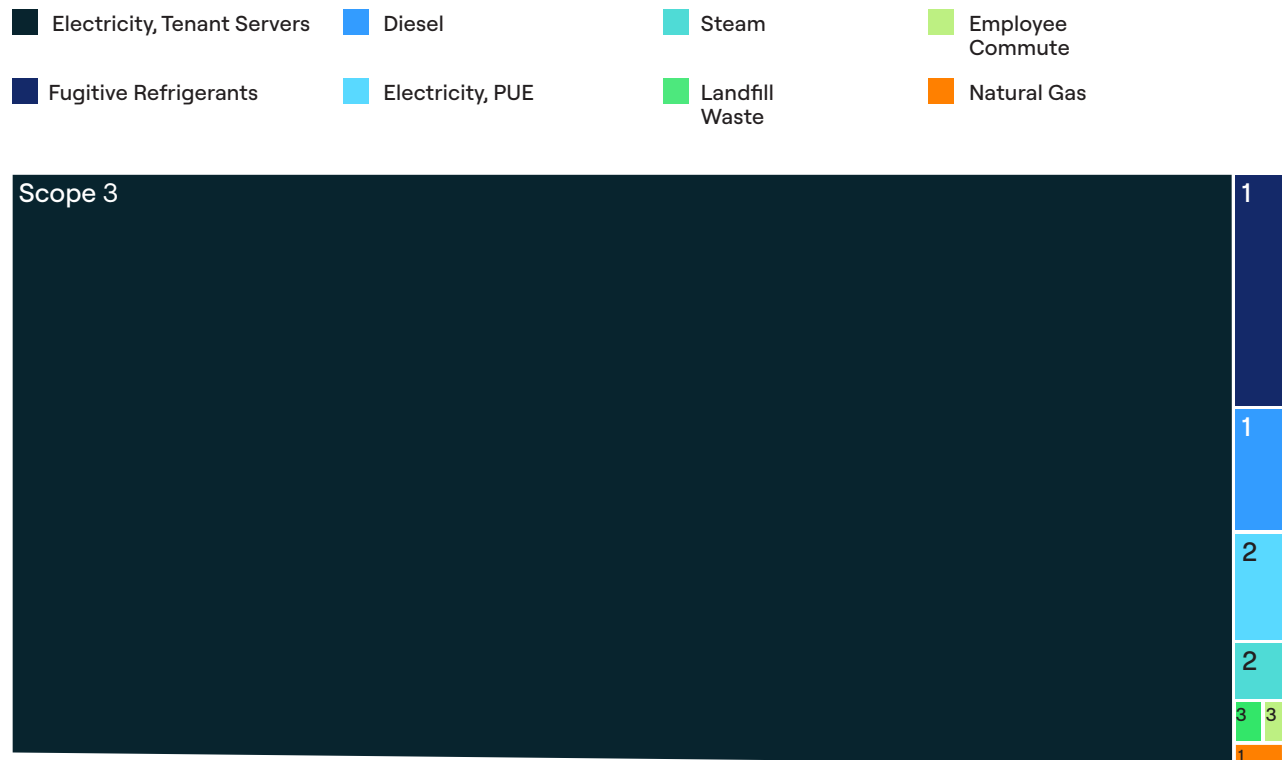 Electricity, Tenant Servers
Diesel
Steam
Employee
Commute
Fugitive Refrigerants
Electricity, PUE
Landfill
Waste
Natural Gas
Scope 3
1
1
2
2
3
3
1